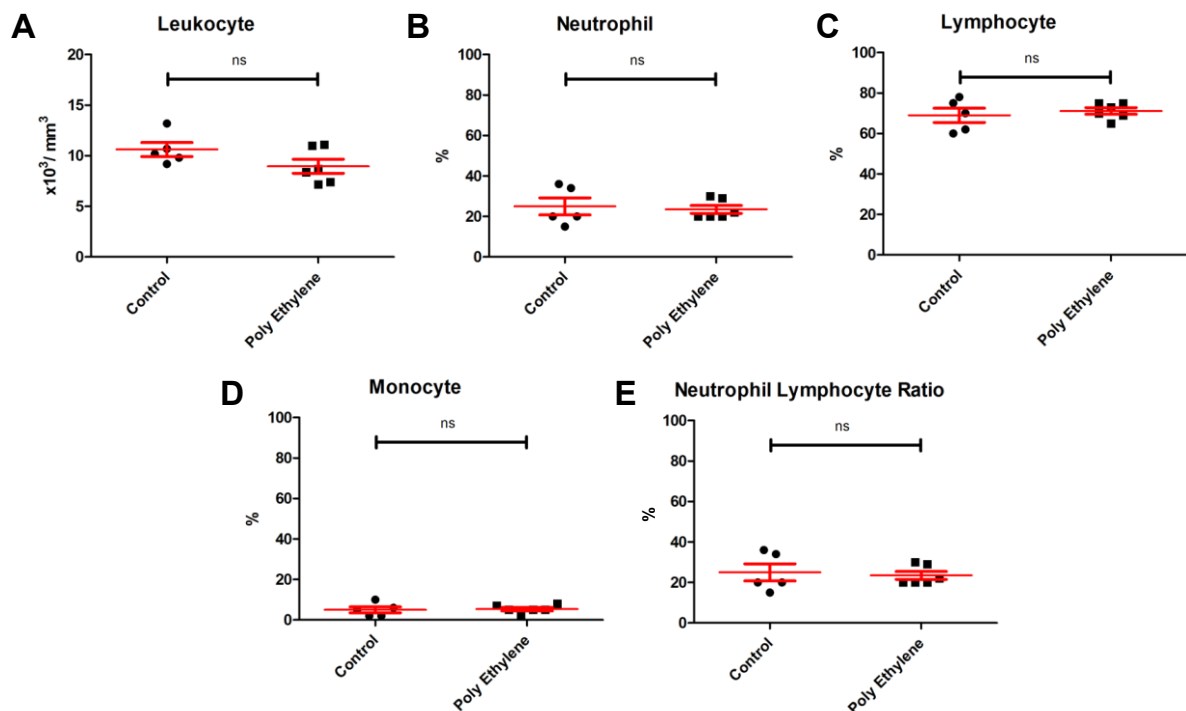 A
Leukocyte
x10³/ mm³
20
15
10
5
0
ns
Control
Poly Ethylene
B
Neutrophil
%
100
80
60
40
20
0
ns
Control
Poly Ethylene
C
Lymphocyte
%
100
80
60
40
20
0
ns
Control
Poly Ethylene
D
Monocyte
%
100
80
60
40
20
0
ns
Control
Poly Ethylene
E
Neutrophil Lymphocyte Ratio
%
100
80
60
40
20
0
ns
Control
Poly Ethylene